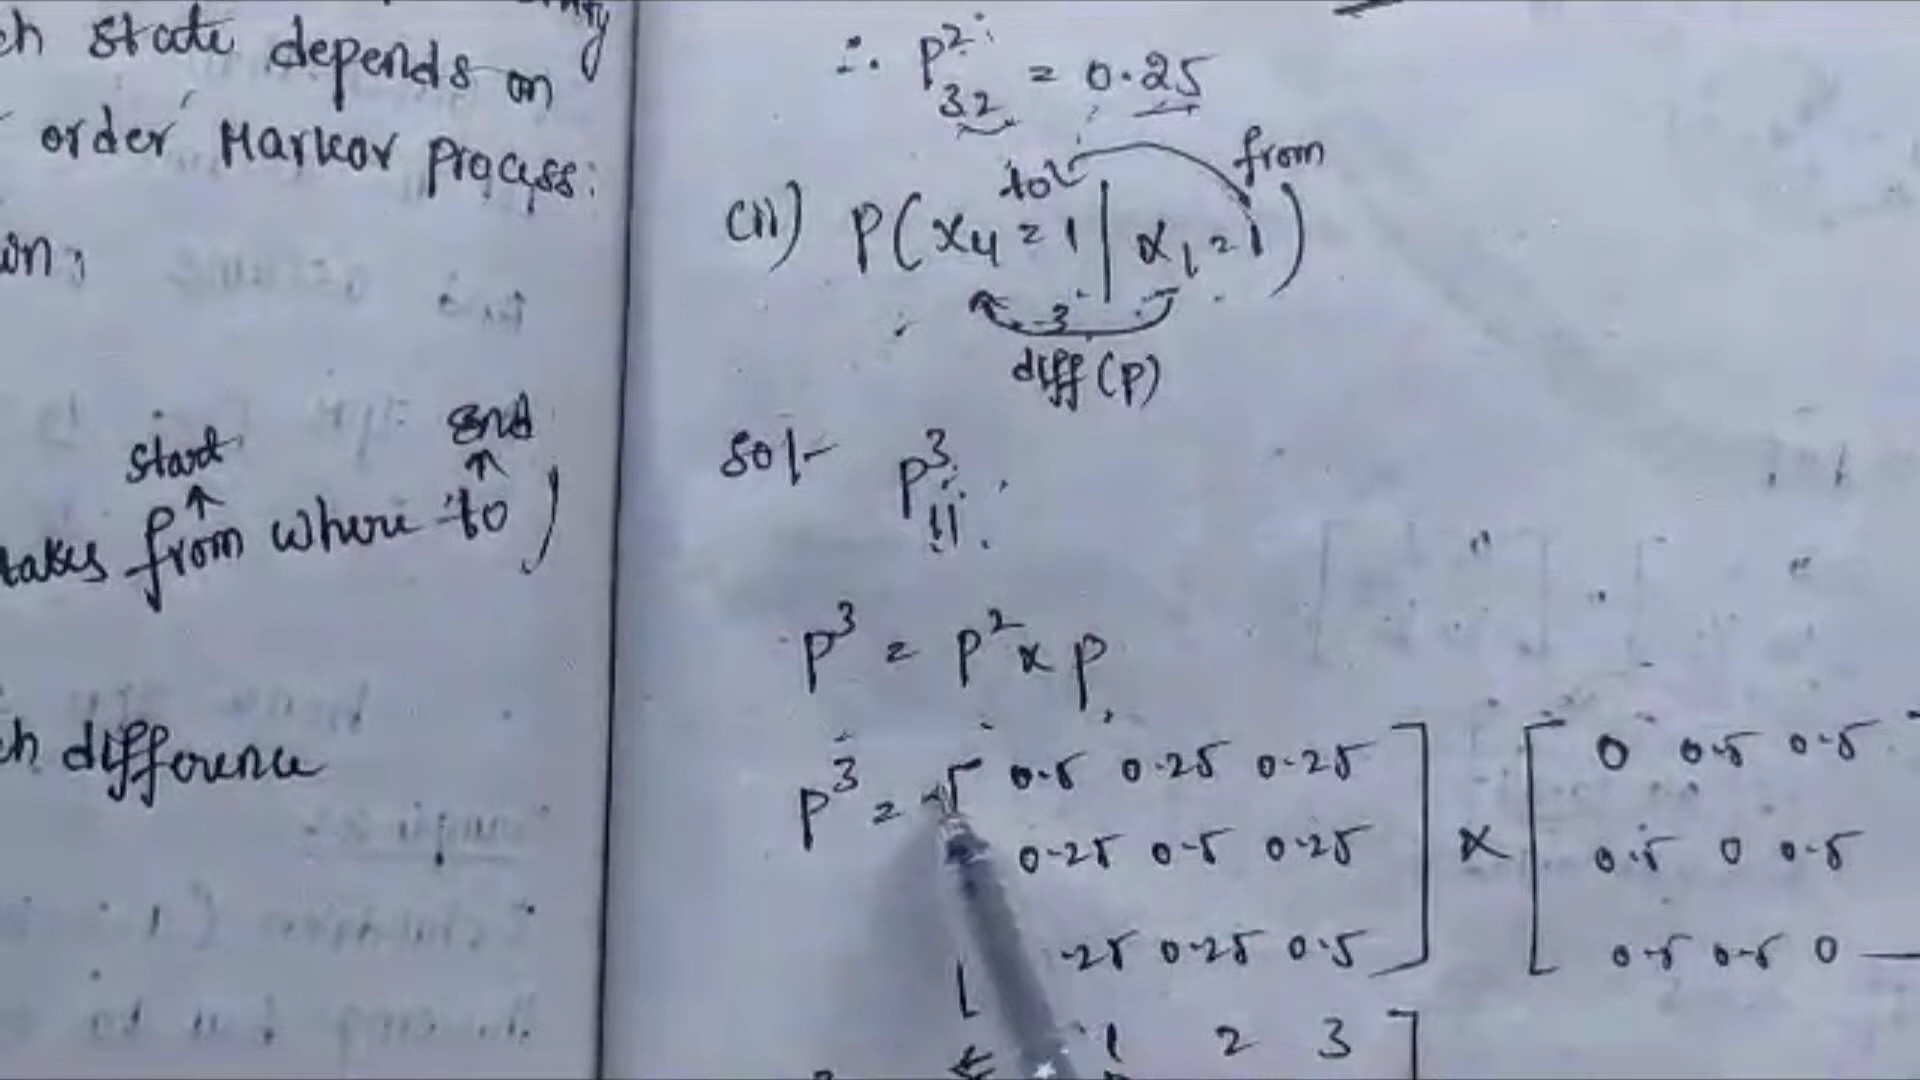 ch state depends on
order Markov process:
on;
start end
takes from where to)
ch difference
∴ P²₃₂ = 0.25
to from
(ii) P(x₄=1 | x₁=1)
3
diff (P)
Sol- P³₁₁
P³ = P² x P
P³ = [ 0.5 0.25 0.25 ] x [ 0 0.5 0.5
0.25 0.5 0.25 0.5 0 0.5
.25 0.25 0.5 0.5 0.5 0
1 2 3 ]